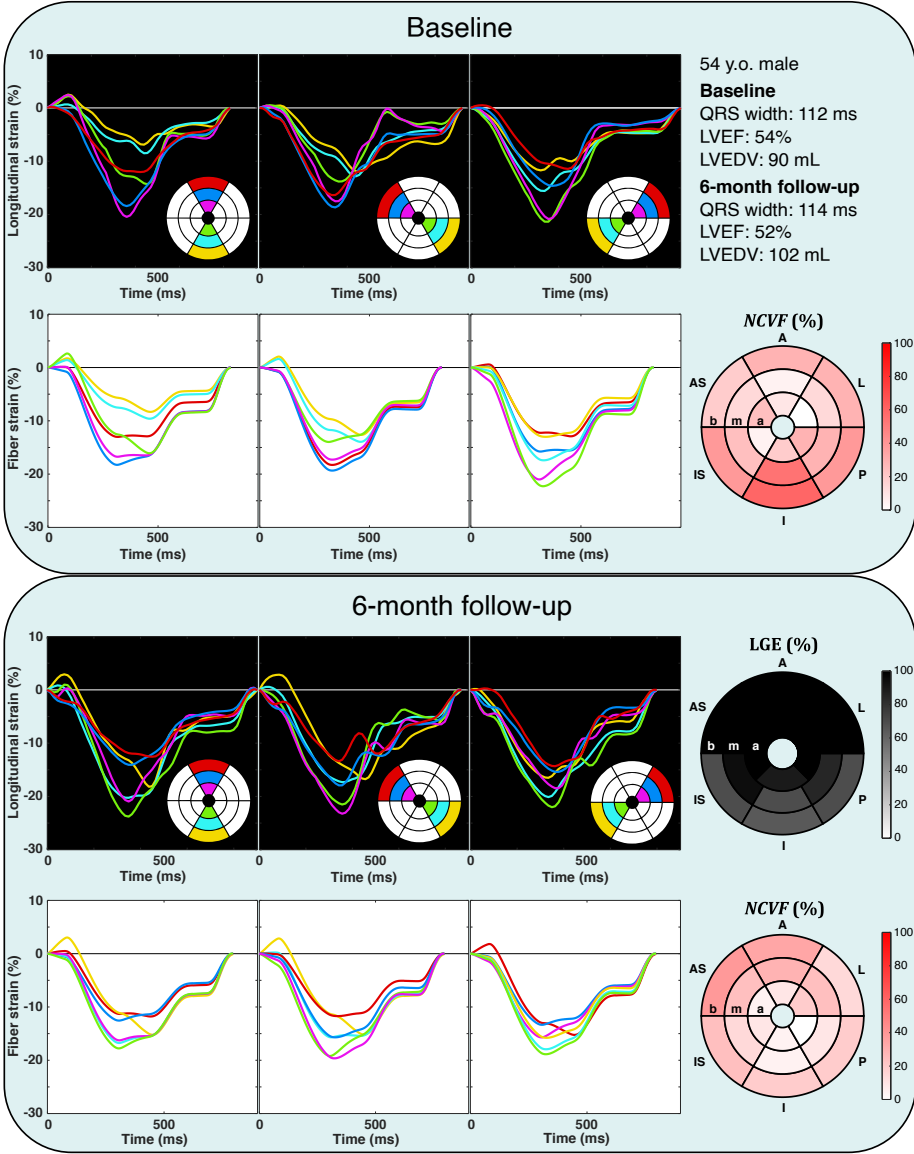 Baseline
Longitudinal strain (%)
10
0
-10
-20
-30
0
500
0
500
0
500
Time (ms)
Time (ms)
Time (ms)
54 y.o. male
Baseline
QRS width: 112 ms
LVEF: 54%
LVEDV: 90 mL
6-month follow-up
QRS width: 114 ms
LVEF: 52%
LVEDV: 102 mL
Fiber strain (%)
10
0
-10
-20
-30
0
500
0
500
0
500
Time (ms)
Time (ms)
Time (ms)
NCVF (%)
A
AS
L
b m a
IS
P
I
100
80
60
40
20
0
6-month follow-up
Longitudinal strain (%)
10
0
-10
-20
-30
0
500
0
500
0
500
Time (ms)
Time (ms)
Time (ms)
LGE (%)
A
AS
L
b m a
IS
P
I
100
80
60
40
20
0
Fiber strain (%)
10
0
-10
-20
-30
0
500
0
500
0
500
Time (ms)
Time (ms)
Time (ms)
NCVF (%)
A
AS
L
b m a
IS
P
I
100
80
60
40
20
0